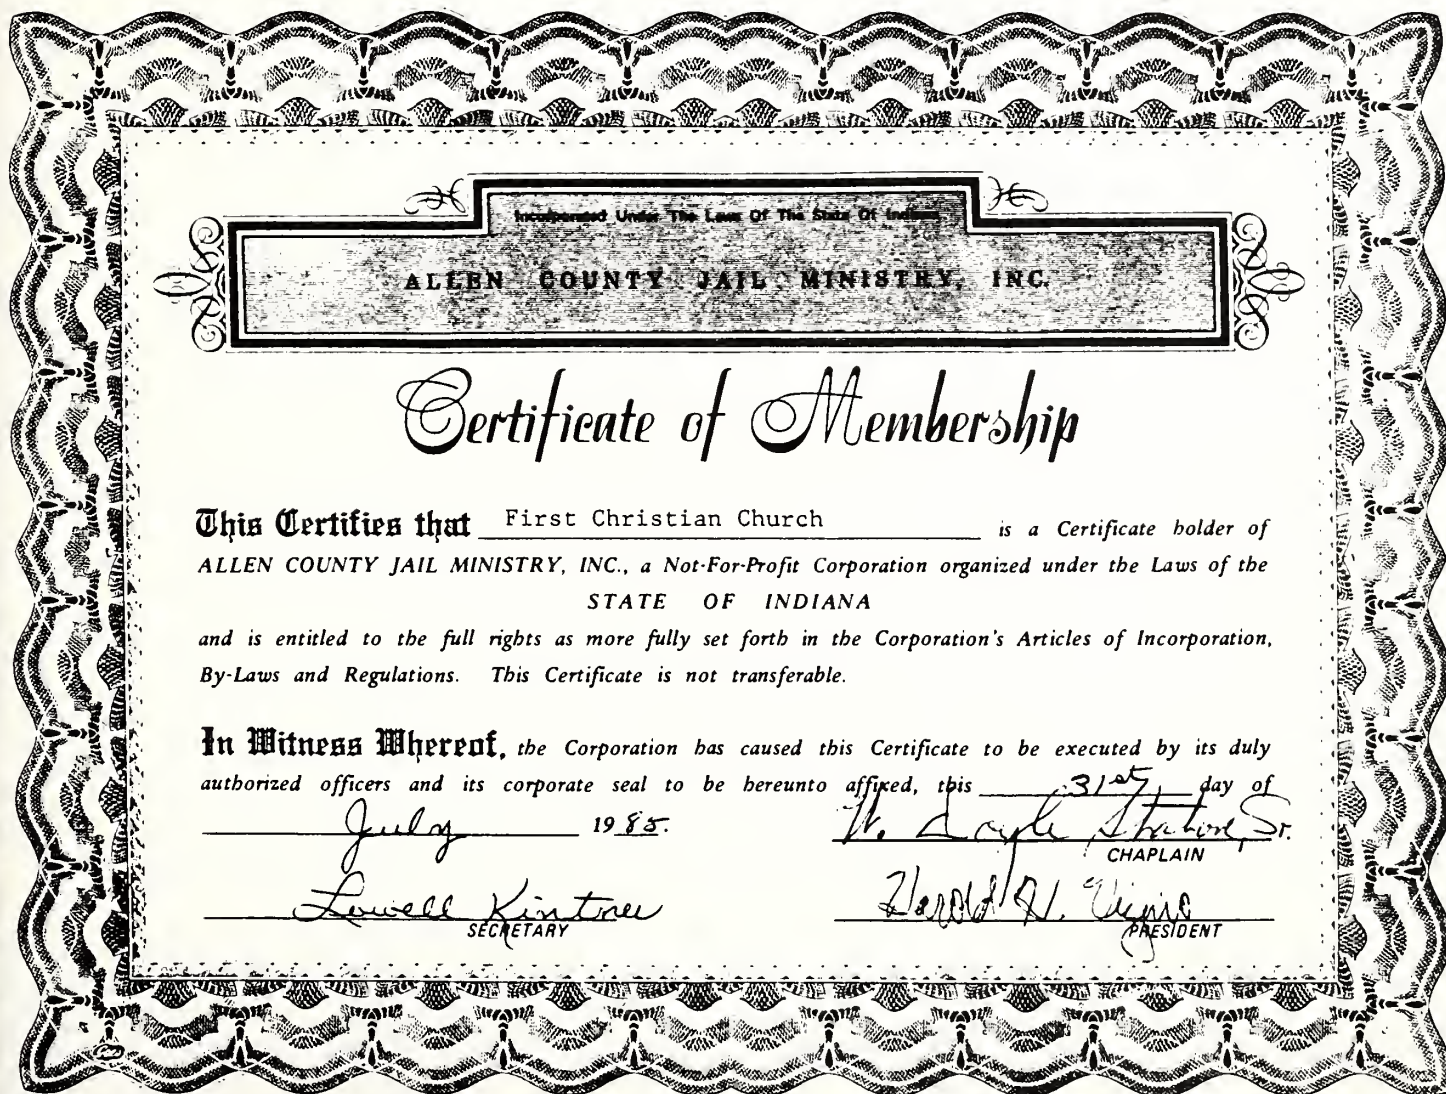 Incorporated Under The Laws Of The State Of Indiana
ALLEN COUNTY JAIL MINISTRY, INC.
Certificate of Membership
This Certifies that First Christian Church is a Certificate holder of
ALLEN COUNTY JAIL MINISTRY, INC., a Not-For-Profit Corporation organized under the Laws of the
STATE OF INDIANA
and is entitled to the full rights as more fully set forth in the Corporation's Articles of Incorporation,
By-Laws and Regulations. This Certificate is not transferable.
In Witness Whereof, the Corporation has caused this Certificate to be executed by its duly
authorized officers and its corporate seal to be hereunto affixed, this 31st day of
July 1985. W. Doyle Sr.
CHAPLAIN
Lowell Kintner Harold H.
SECRETARY PRESIDENT